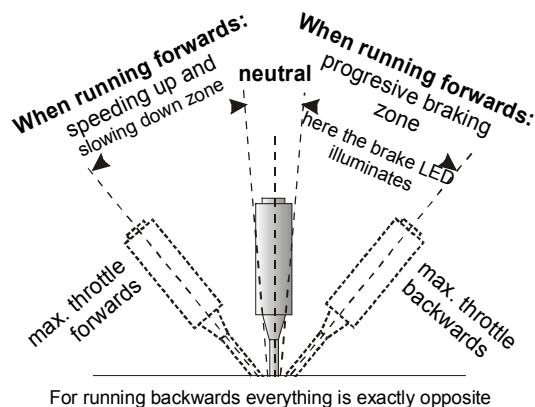 When running forwards:
speeding up and
slowing down zone
neutral
When running forwards:
progresive braking
zone
here the brake LED
illuminates
max. throttle
forwards
max. throttle
backwards
For running backwards everything is exactly opposite